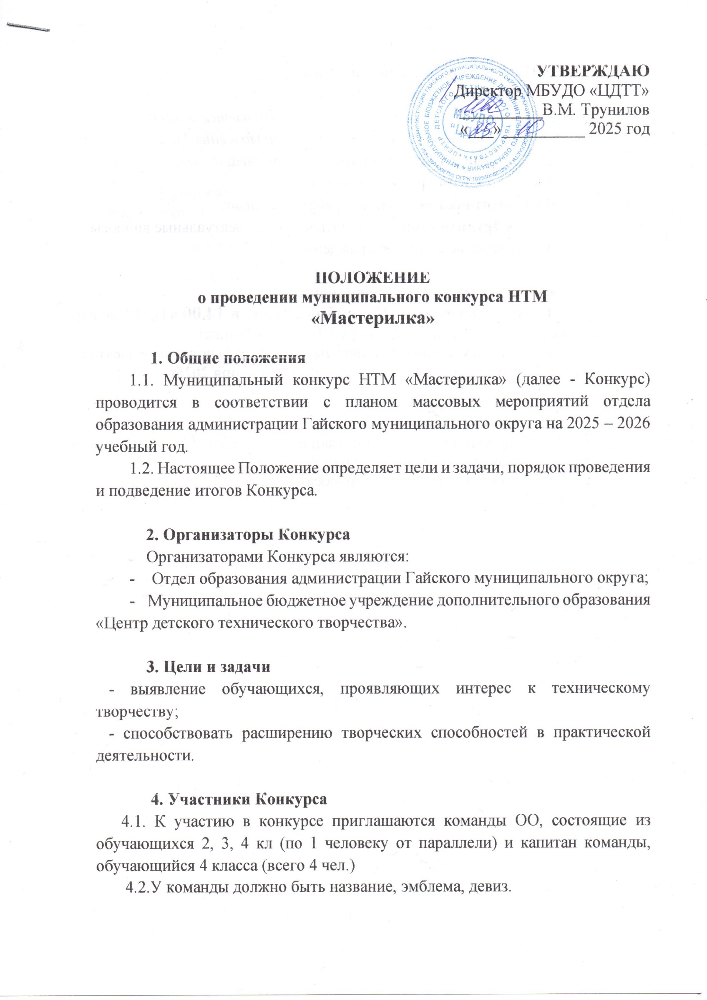 УТВЕРЖДАЮ
Директор МБУДО «ЦДТТ»
__________В.М. Трунилов
«28» 10 2025 год
МБУДО
"ЦДТТ"
ПОЛОЖЕНИЕ
о проведении муниципального конкурса НТМ
«Мастерилка»
1. Общие положения
1.1. Муниципальный конкурс НТМ «Мастерилка» (далее - Конкурс)
проводится в соответствии с планом массовых мероприятий отдела
образования администрации Гайского муниципального округа на 2025 – 2026
учебный год.
1.2. Настоящее Положение определяет цели и задачи, порядок проведения
и подведение итогов Конкурса.
2. Организаторы Конкурса
Организаторами Конкурса являются:
- Отдел образования администрации Гайского муниципального округа;
- Муниципальное бюджетное учреждение дополнительного образования
«Центр детского технического творчества».
3. Цели и задачи
- выявление обучающихся, проявляющих интерес к техническому
творчеству;
- способствовать расширению творческих способностей в практической
деятельности.
4. Участники Конкурса
4.1. К участию в конкурсе приглашаются команды ОО, состоящие из
обучающихся 2, 3, 4 кл (по 1 человеку от параллели) и капитан команды,
обучающийся 4 класса (всего 4 чел.)
4.2.У команды должно быть название, эмблема, девиз.